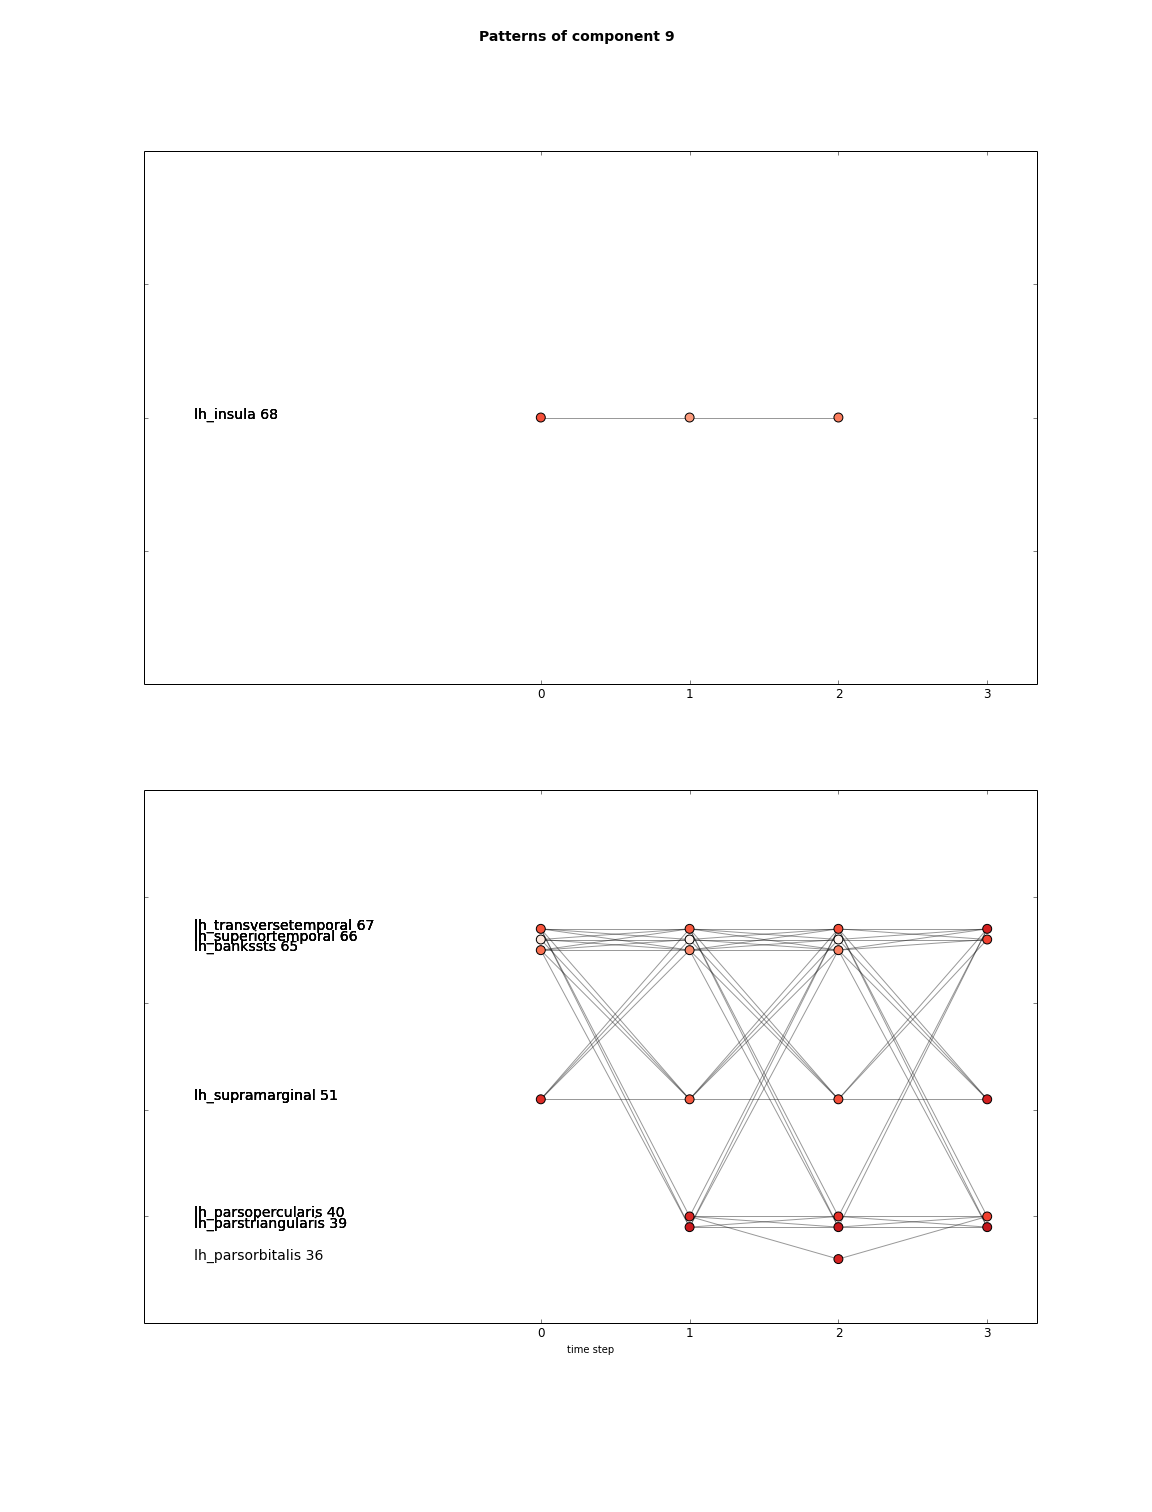 Patterns of component 9
lh_insula 68
0 1 2 3
lh_transversetemporal 67
lh_superiortemporal 66
lh_bankssts 65
lh_supramarginal 51
lh_parsopercularis 40
lh_parstriangularis 39
lh_parsorbitalis 36
0 1 2 3
time step